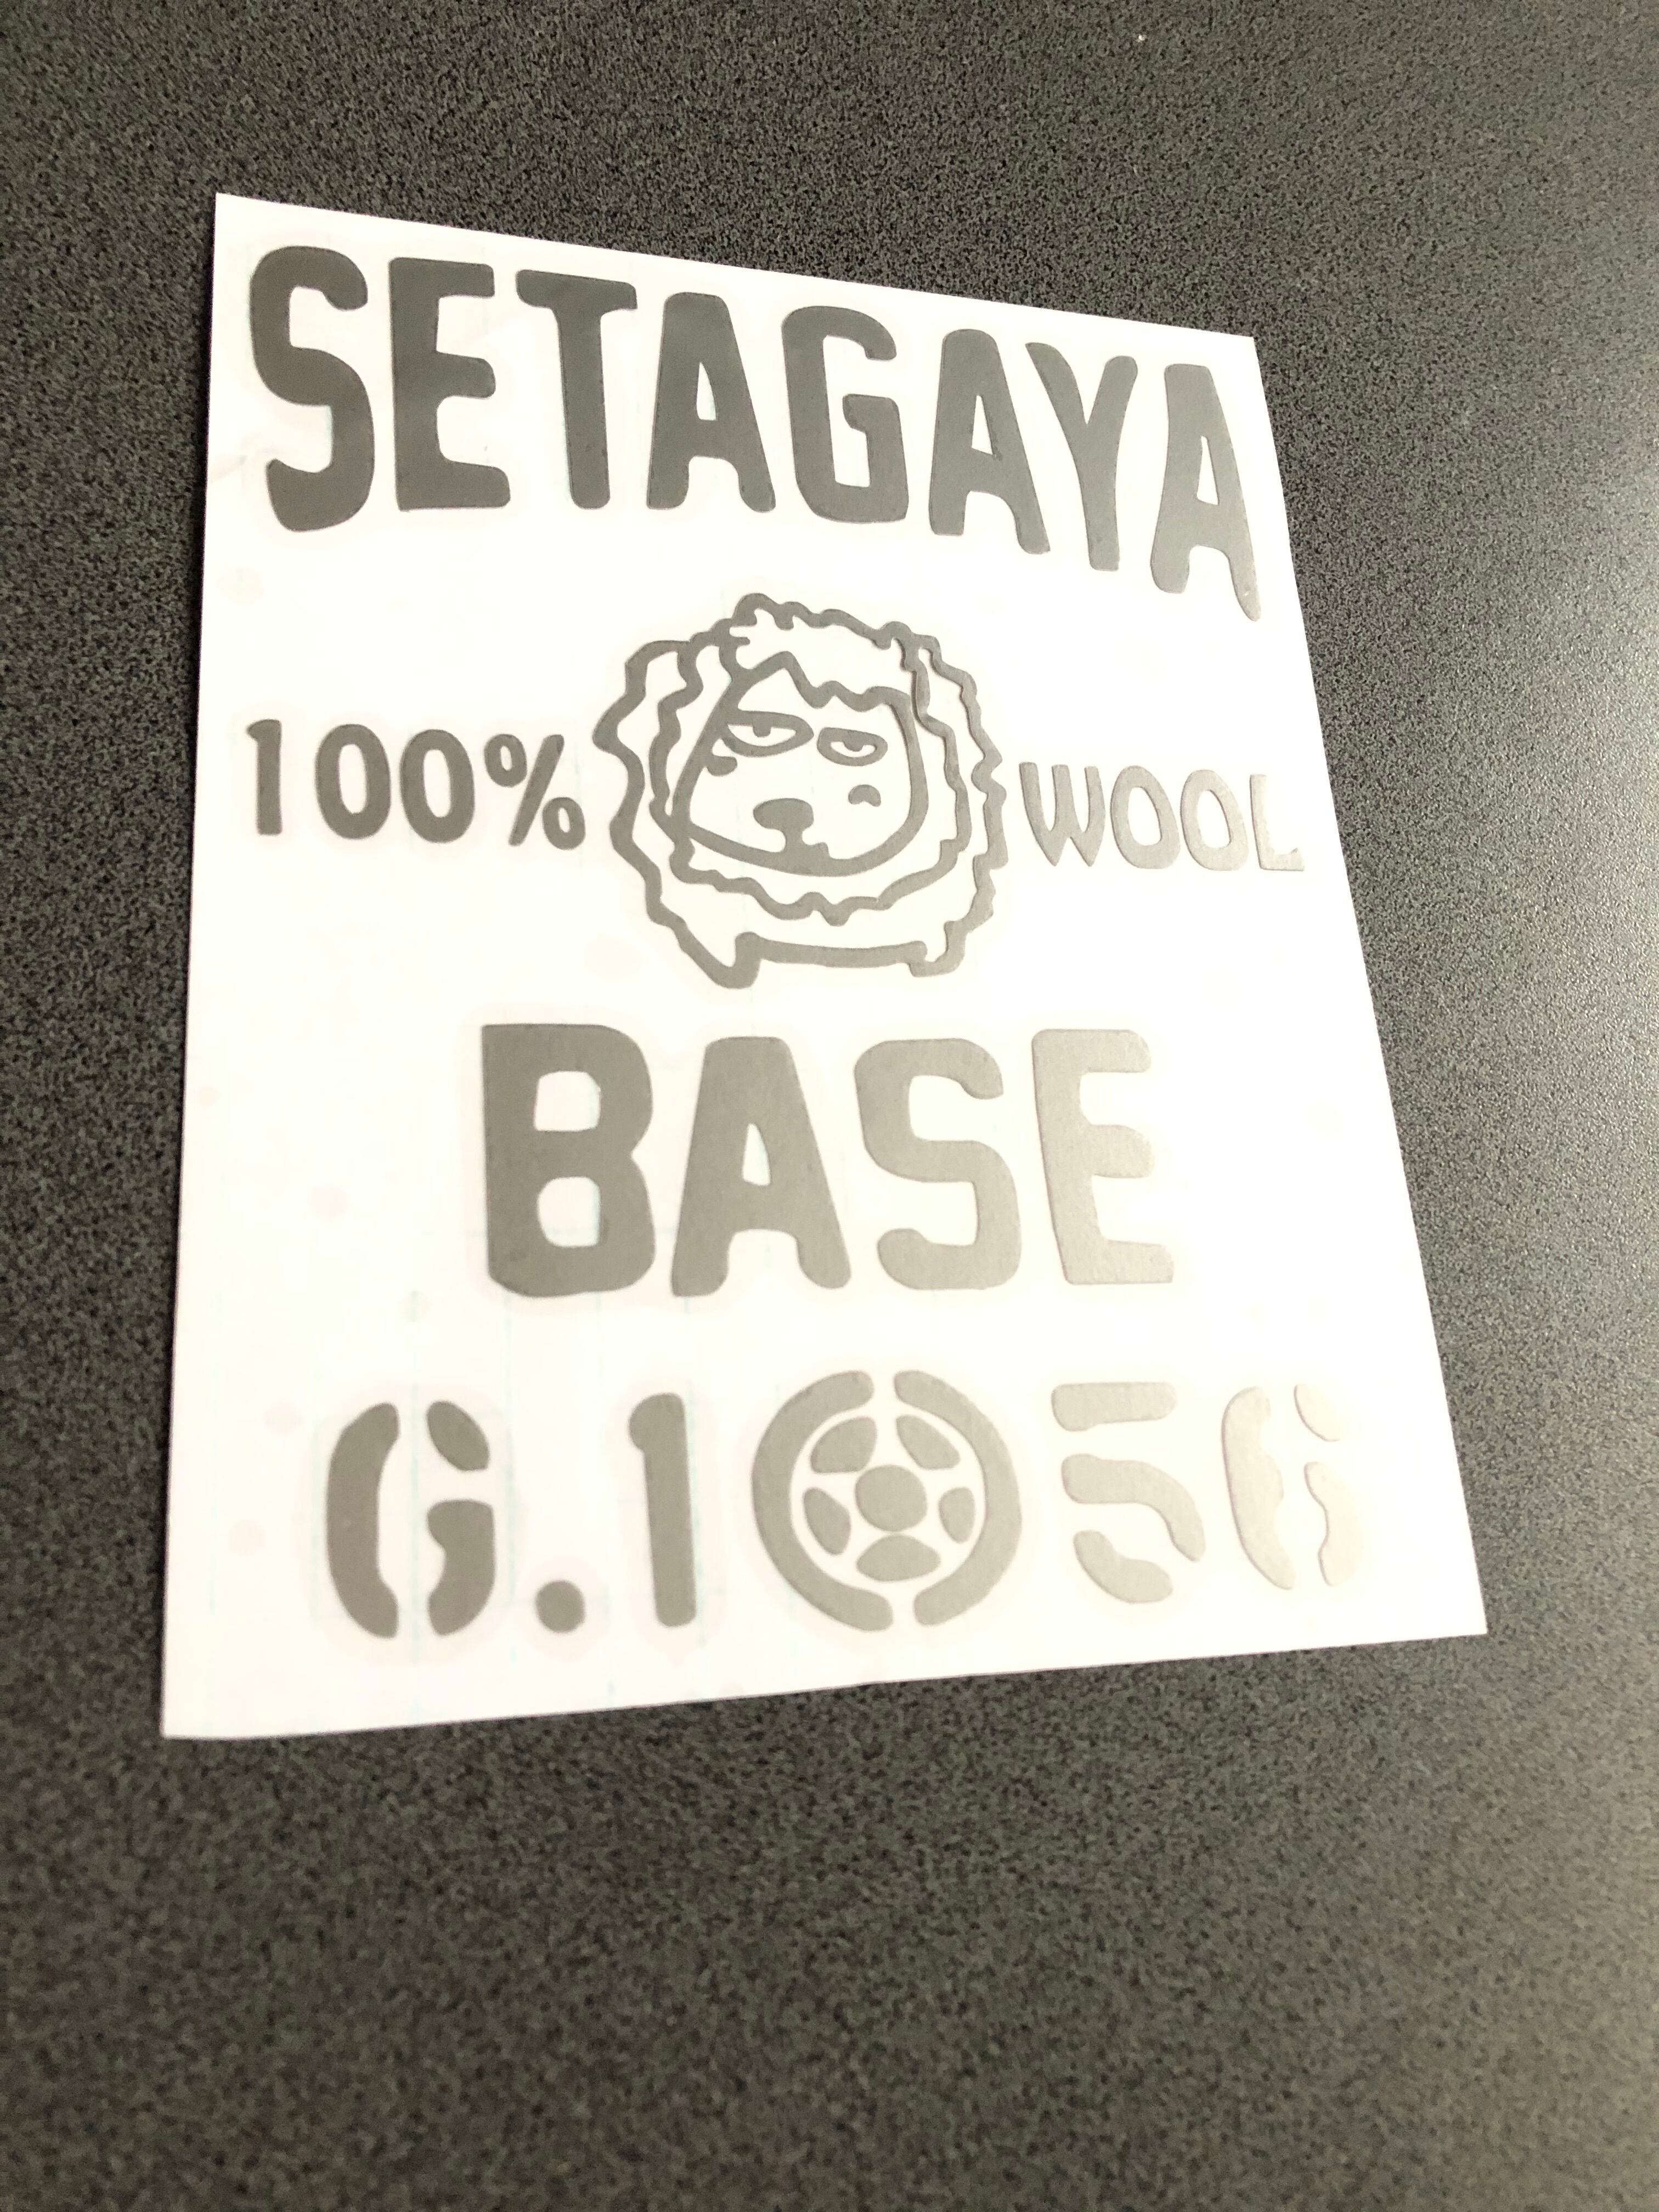 SETAGAYA
100% WOOL
BASE
G.1056